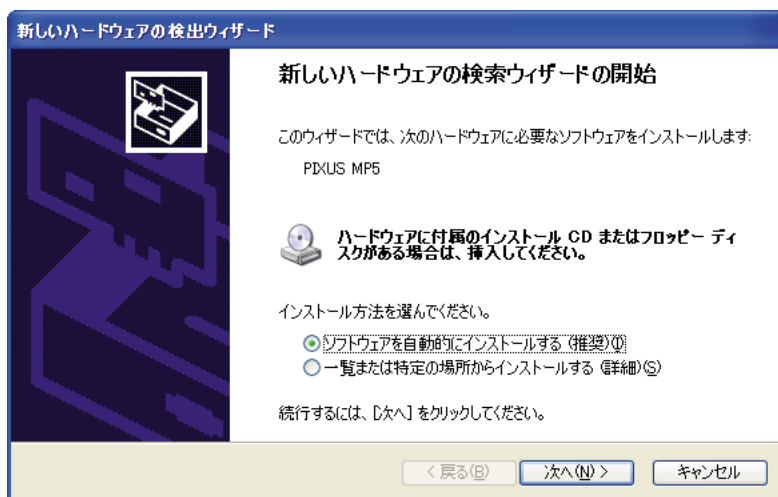 新しいハードウェアの検出ウィザード
新しいハードウェアの検索ウィザードの開始
このウィザードでは、次のハードウェアに必要なソフトウェアをインストールします:
PIXUS MP5
ハードウェアに付属のインストール CD またはフロッピー ディ
スクがある場合は、挿入してください。
インストール方法を選んでください。
ソフトウェアを自動的にインストールする (推奨)(I)
一覧または特定の場所からインストールする (詳細)(S)
続行するには、[次へ] をクリックしてください。
< 戻る(B)
次へ(N) >
キャンセル